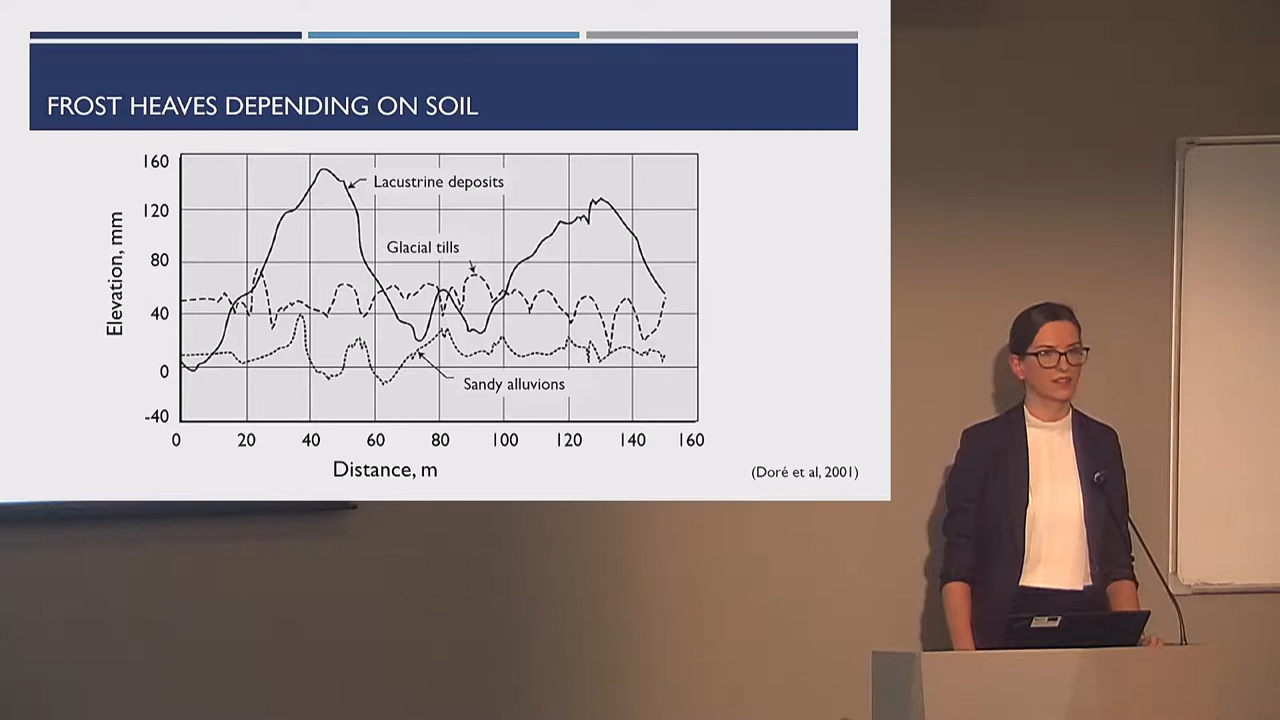 FROST HEAVES DEPENDING ON SOIL
160
120
80
40
0
-40
Elevation, mm
Lacustrine deposits
Glacial tills
Sandy alluvions
0 20 40 60 80 100 120 140 160
Distance, m
(Doré et al, 2001)